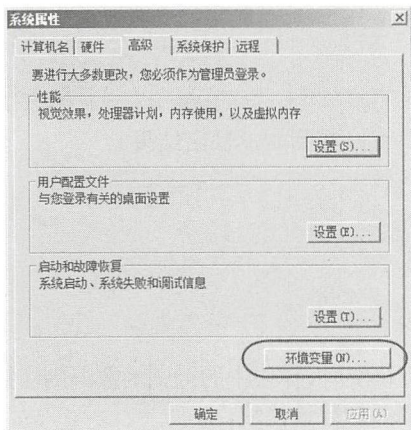 系统属性
计算机名 硬件 高级 系统保护 远程
要进行大多数更改，您必须作为管理员登录。
性能
视觉效果，处理器计划，内存使用，以及虚拟内存
设置(S)...
用户配置文件
与您登录有关的桌面设置
设置(E)...
启动和故障恢复
系统启动、系统失败和调试信息
设置(T)...
环境变量(N)...
确定 取消 应用(A)